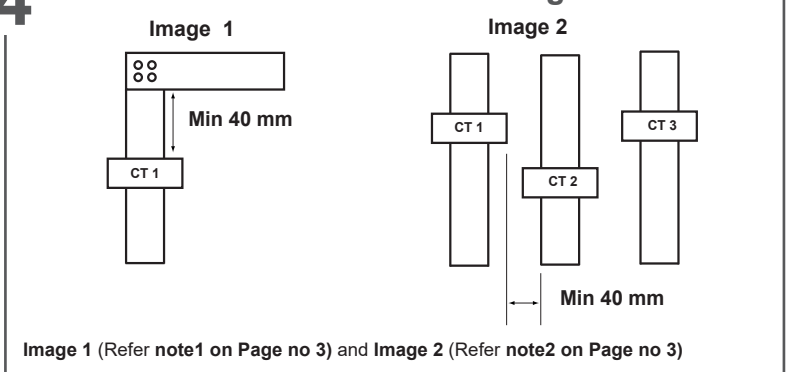 4
Image 1
Image 2
Min 40 mm
CT 1
CT 1
CT 2
CT 3
Min 40 mm
Image 1 (Refer note1 on Page no 3) and Image 2 (Refer note2 on Page no 3)